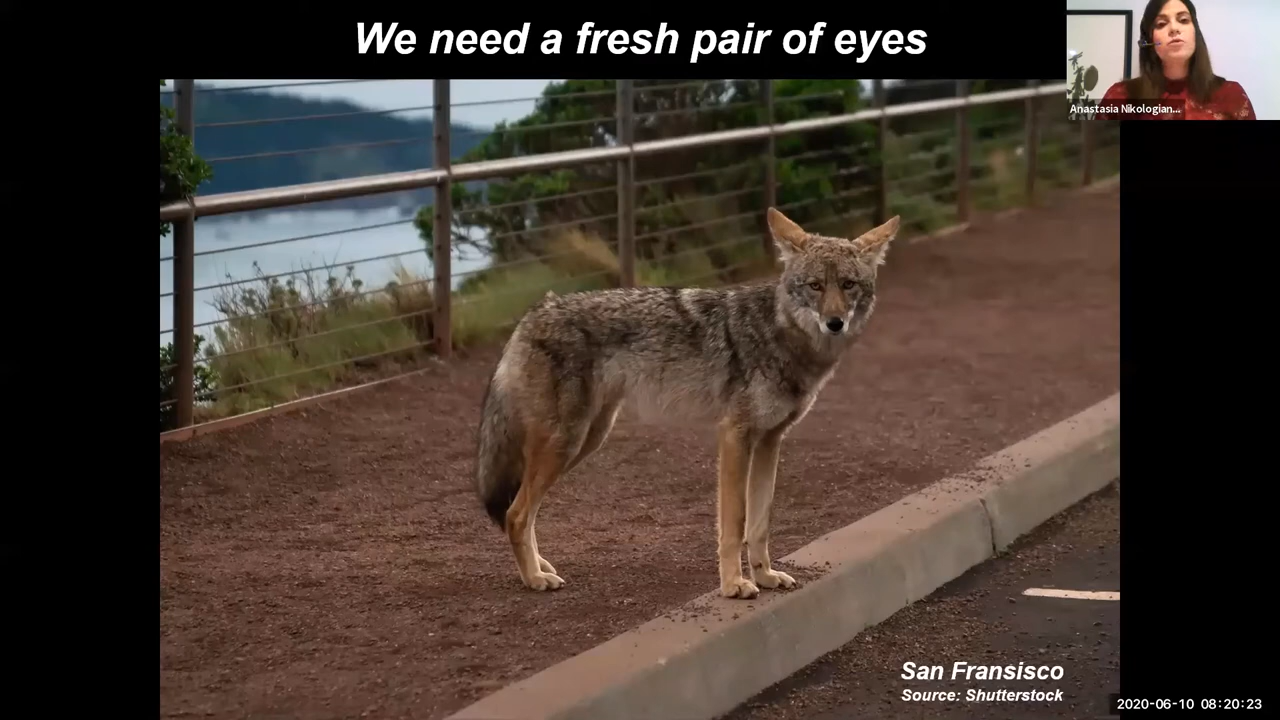 We need a fresh pair of eyes
Anastasia Nikologian...
San Fransisco
Source: Shutterstock
2020-06-10 08:20:23